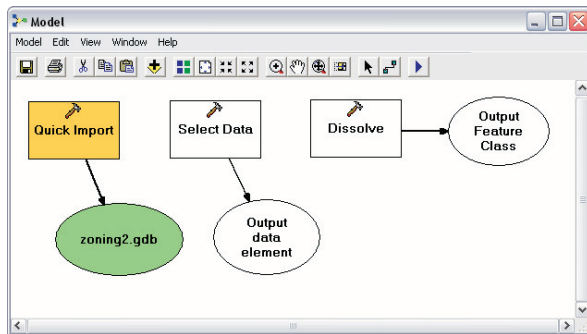 Model
Model Edit View Window Help
Quick Import
Select Data
Dissolve
Output
Feature
Class
zoning2.gdb
Output
data
element